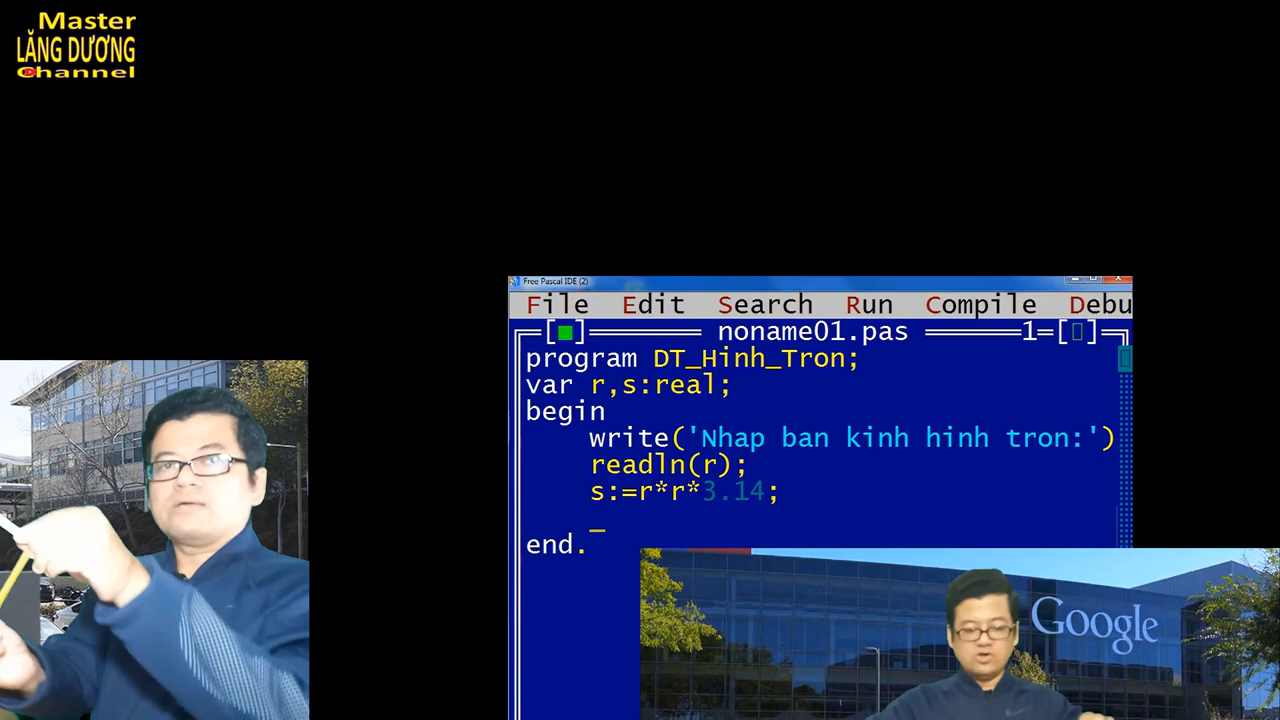 Master
LĂNG DƯƠNG
Channel
Free Pascal IDE (2)
File Edit Search Run Compile Debu
noname01.pas 1
program DT_Hinh_Tron;
var r,s:real;
begin
write('Nhap ban kinh hinh tron:')
readln(r);
s:=r*r*3.14;
end.
Google